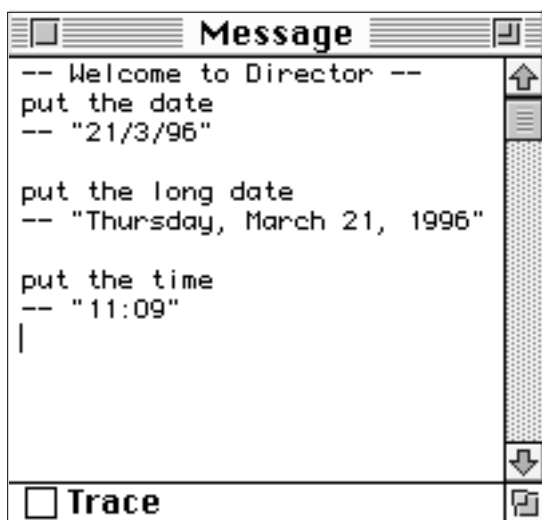 Message
-- Welcome to Director --
put the date
-- "21/3/96"
put the long date
-- "Thursday, March 21, 1996"
put the time
-- "11:09"
Trace